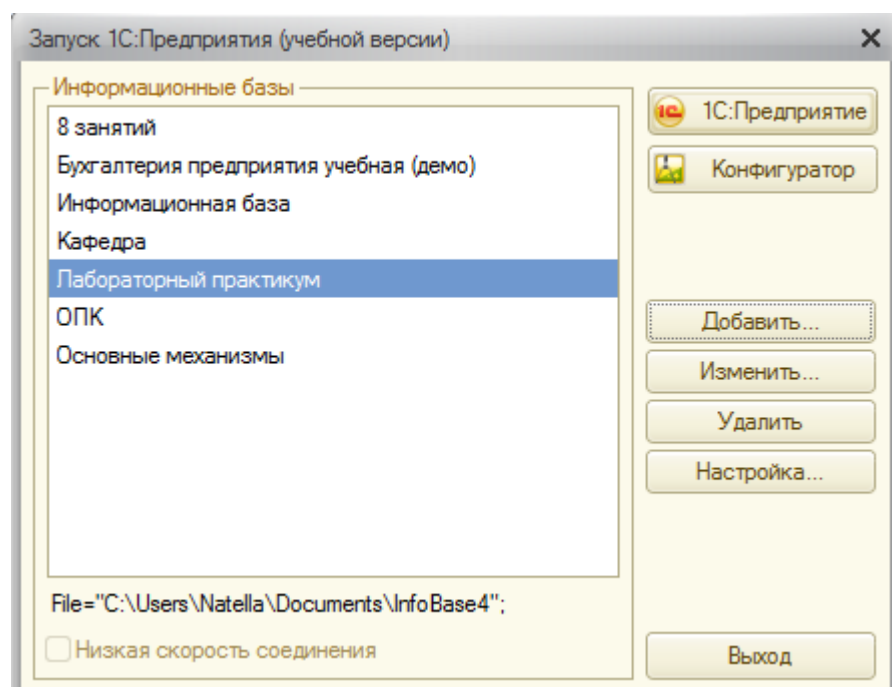 Запуск 1С:Предприятия (учебной версии)
Информационные базы
8 занятий
Бухгалтерия предприятия учебная (демо)
Информационная база
Кафедра
Лабораторный практикум
ОПК
Основные механизмы
File="C:\Users\Natella\Documents\InfoBase4";
Низкая скорость соединения
1С:Предприятие
Конфигуратор
Добавить...
Изменить...
Удалить
Настройка...
Выход